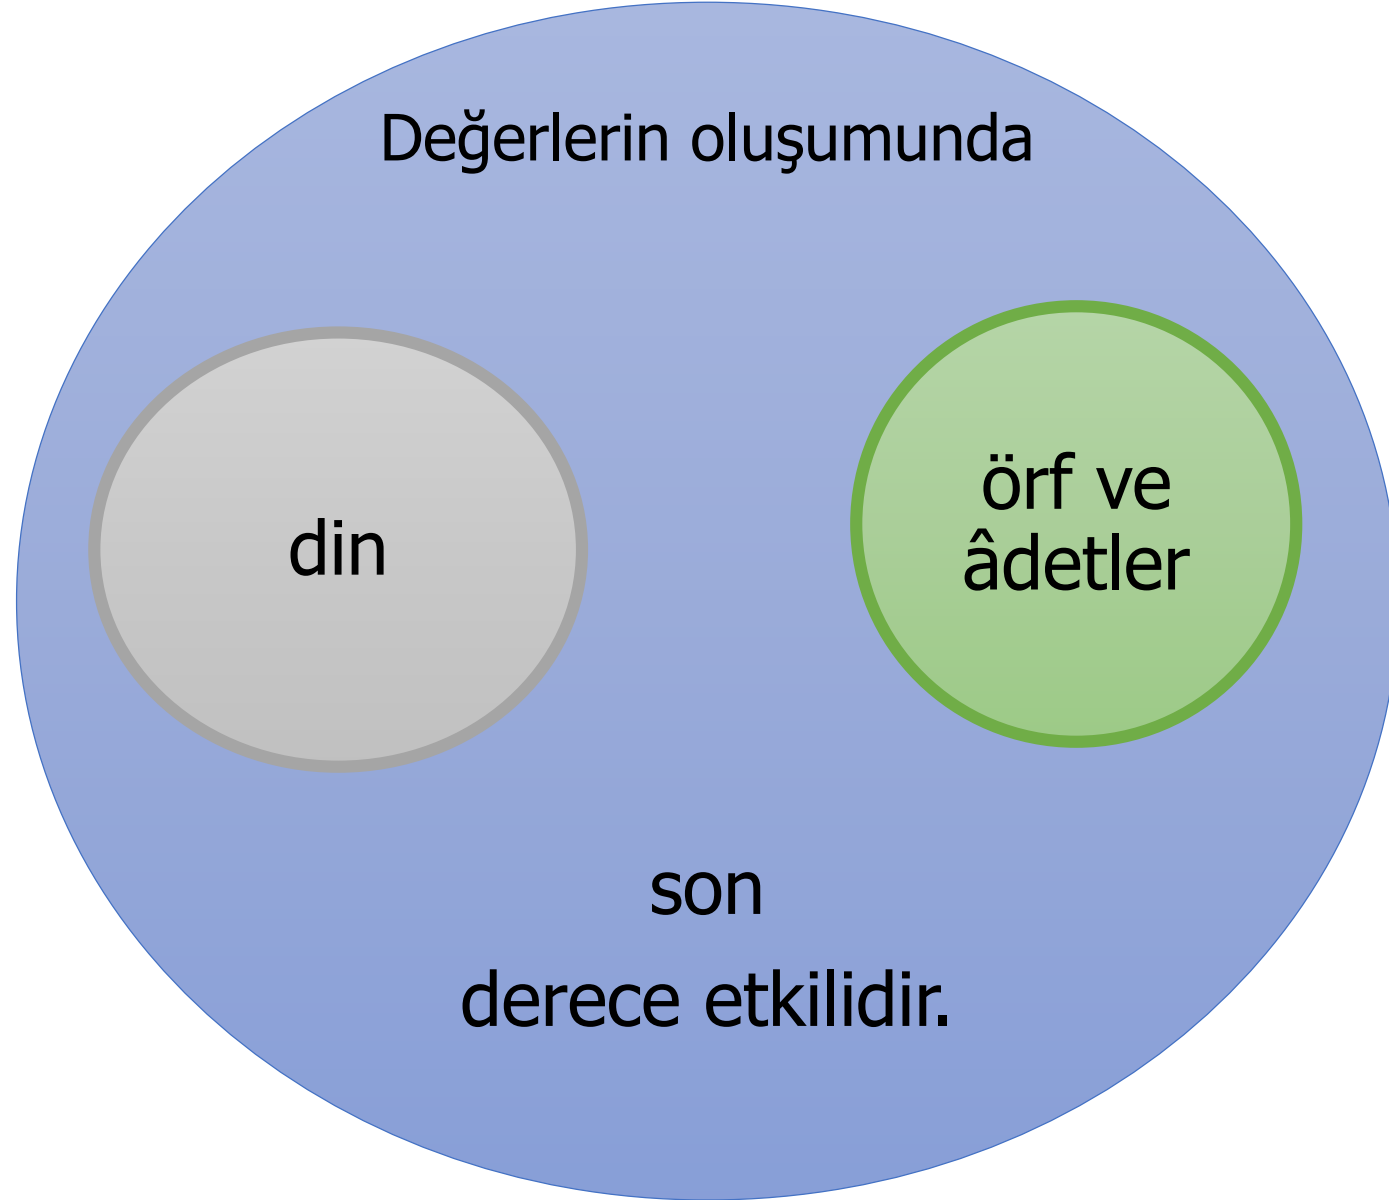 Değerlerin oluşumunda
din
örf ve
âdetler
son
derece etkilidir.